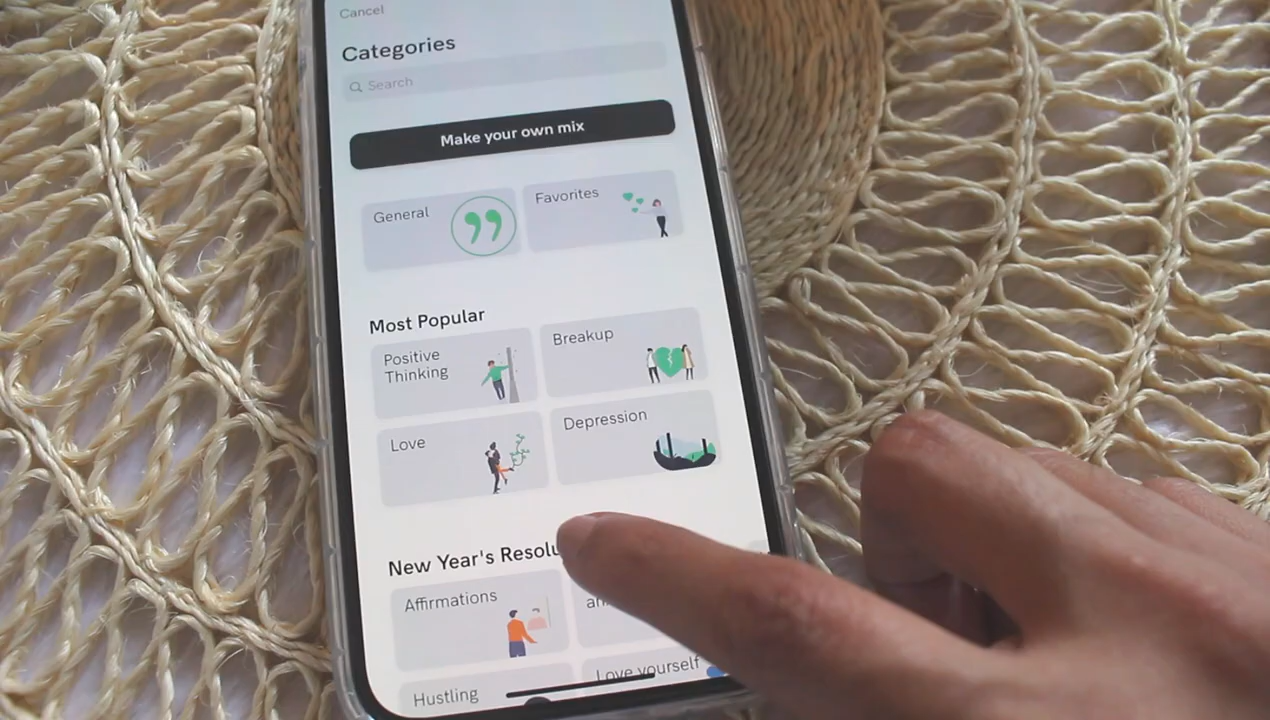 Cancel
Categories
Search
Make your own mix
General
Favorites
Most Popular
Positive
Thinking
Breakup
Love
Depression
New Year's
Affirmations
Hustling
Love yourself